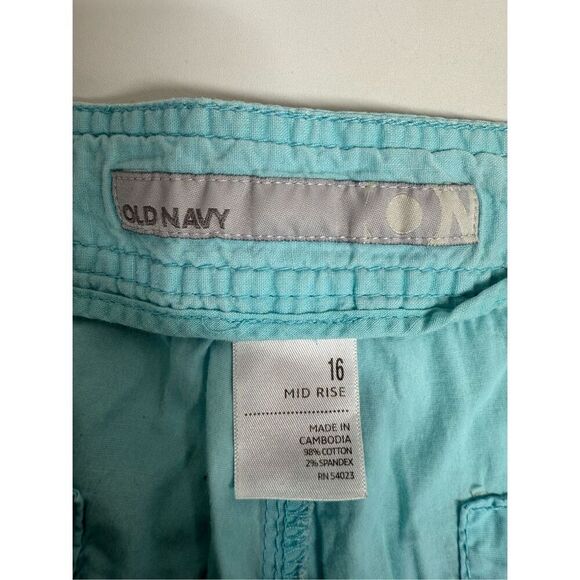 OLD NAVY
ON
16
MID RISE
MADE IN
CAMBODIA
98% COTTON
2% SPANDEX
RN 54023